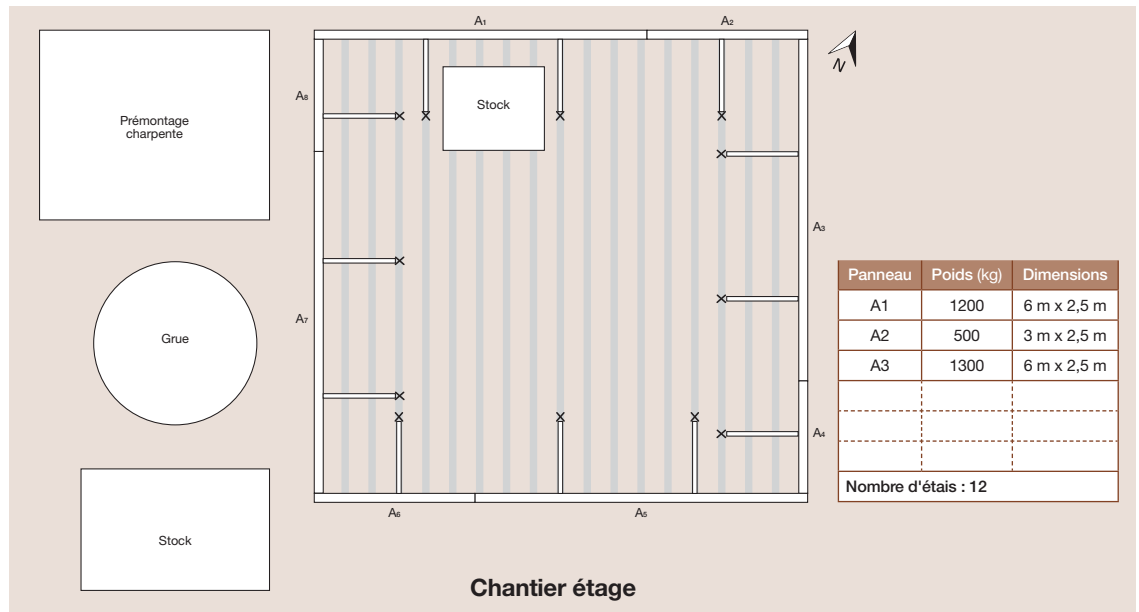 A1
A2
N
A8
Prémontage
charpente
Stock
A3
A7
Grue
Panneau Poids (kg) Dimensions
A1 1200 6 m x 2,5 m
A2 500 3 m x 2,5 m
A3 1300 6 m x 2,5 m
Nombre d'étais : 12
A4
A6
A5
Stock
Chantier étage